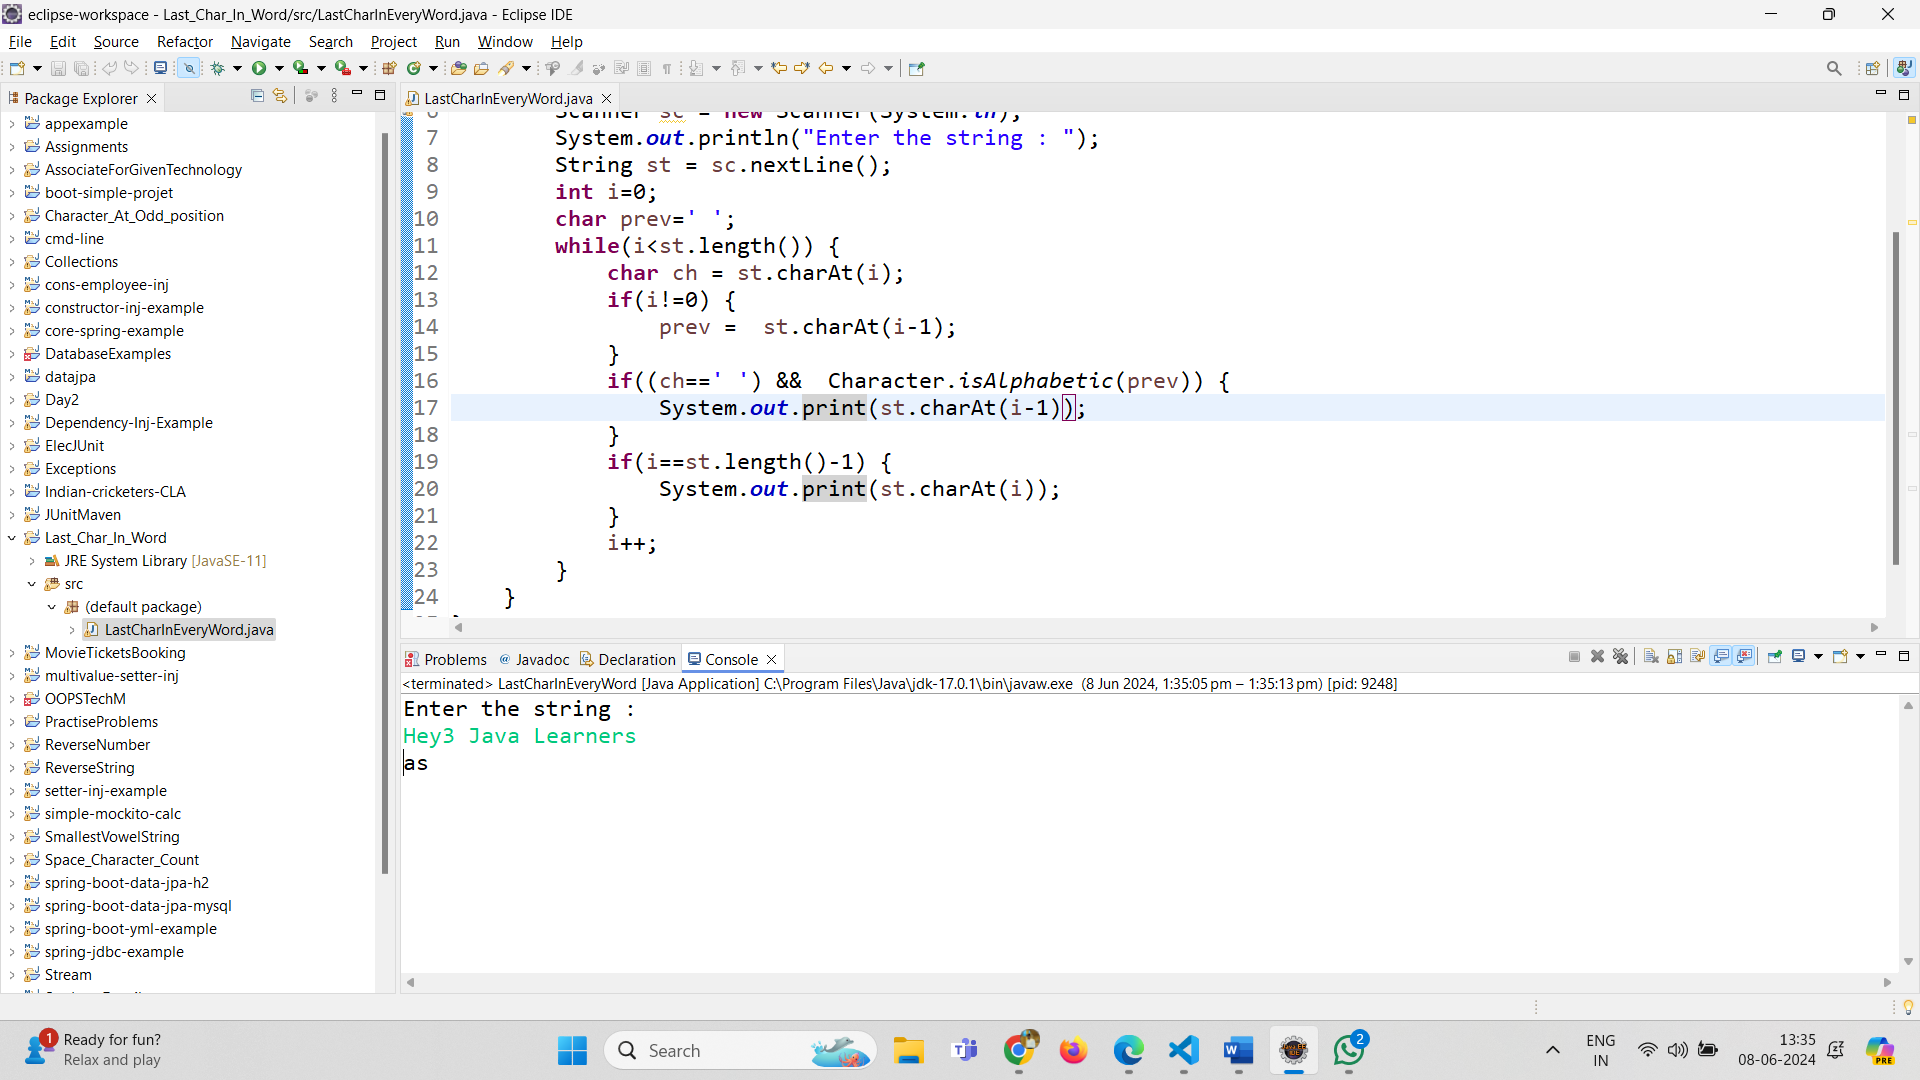 eclipse-workspace - Last_Char_In_Word/src/LastCharInEveryWord.java - Eclipse IDE
File Edit Source Refactor Navigate Search Project Run Window Help
Package Explorer
appexample
Assignments
AssociateForGivenTechnology
boot-simple-projet
Character_At_Odd_position
cmd-line
Collections
cons-employee-inj
constructor-inj-example
core-spring-example
DatabaseExamples
datajpa
Day2
Dependency-Inj-Example
ElecJUnit
Exceptions
Indian-cricketers-CLA
JUnitMaven
Last_Char_In_Word
JRE System Library [JavaSE-11]
src
(default package)
LastCharInEveryWord.java
MovieTicketsBooking
multivalue-setter-inj
OOPSTechM
PractiseProblems
ReverseNumber
ReverseString
setter-inj-example
simple-mockito-calc
SmallestVowelString
Space_Character_Count
spring-boot-data-jpa-h2
spring-boot-data-jpa-mysql
spring-boot-yml-example
spring-jdbc-example
Stream
LastCharInEveryWord.java
6 Scanner sc = new Scanner(System.in);
7 System.out.println("Enter the string : ");
8 String st = sc.nextLine();
9 int i=0;
10 char prev=' ';
11 while(i<st.length()) {
12 char ch = st.charAt(i);
13 if(i!=0) {
14 prev =  st.charAt(i-1);
15 }
16 if((ch==' ') &&  Character.isAlphabetic(prev)) {
17 System.out.print(st.charAt(i-1));
18 }
19 if(i==st.length()-1) {
20 System.out.print(st.charAt(i));
21 }
22 i++;
23 }
24 }
Problems @ Javadoc Declaration Console
<terminated> LastCharInEveryWord [Java Application] C:\Program Files\Java\jdk-17.0.1\bin\javaw.exe (8 Jun 2024, 1:35:05 pm – 1:35:13 pm) [pid: 9248]
Enter the string :
Hey3 Java Learners
as
1
Ready for fun?
Relax and play
Search
2
ENG
IN
13:35
08-06-2024
PRE